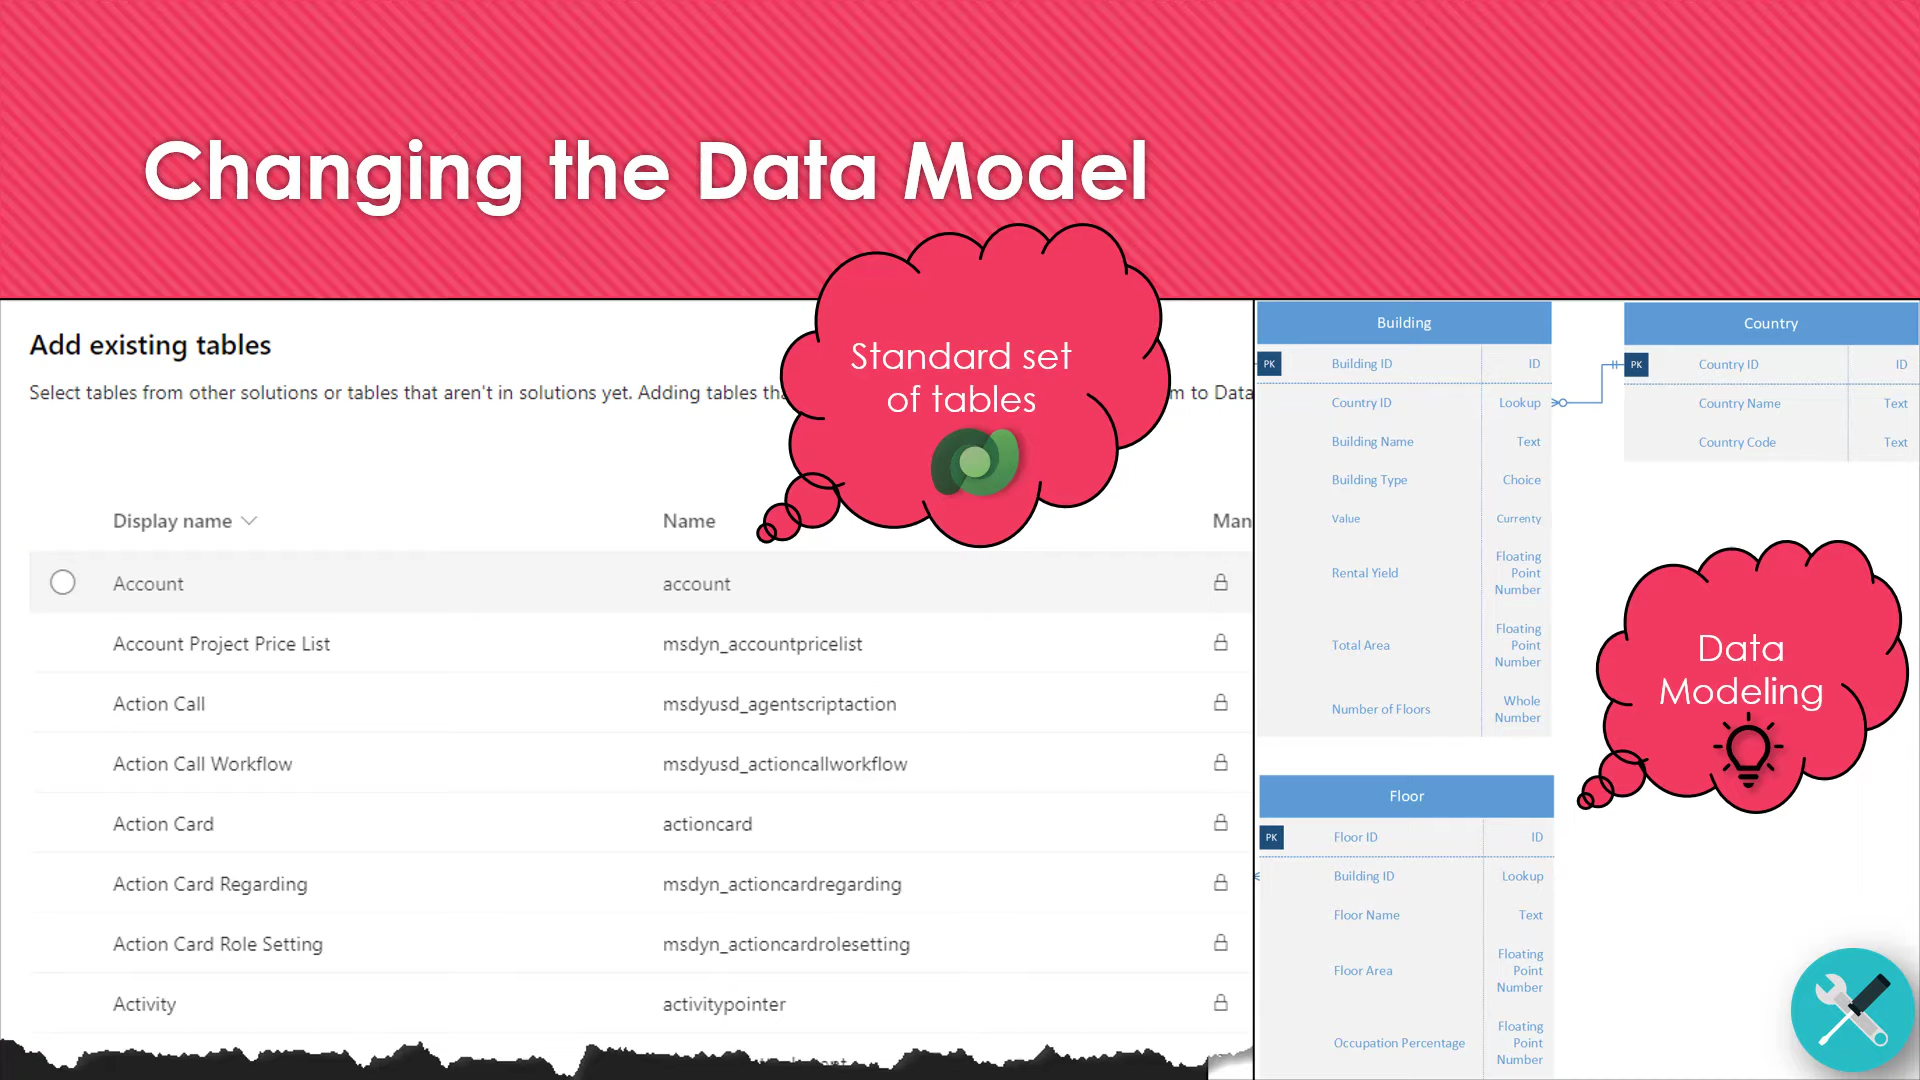 Changing the Data Model
Standard set
of tables
Add existing tables
Select tables from other solutions or tables that aren't in solutions yet. Adding tables
m to Data
Display name
Name
Man
Account
account
Account Project Price List
msdyn_accountpricelist
Action Call
msdyusd_agentscriptaction
Action Call Workflow
msdyusd_actioncallworkflow
Action Card
actioncard
Action Card Regarding
msdyn_actioncardregarding
Action Card Role Setting
msdyn_actioncardrolesetting
Activity
activitypointer
Building
PK
Building ID
ID
Country ID
Lookup
Building Name
Text
Building Type
Choice
Value
Currenty
Rental Yield
Floating
Point
Number
Total Area
Floating
Point
Number
Number of Floors
Whole
Number
Country
PK
Country ID
ID
Country Name
Text
Country Code
Text
Data
Modeling
Floor
PK
Floor ID
ID
Building ID
Lookup
Floor Name
Text
Floor Area
Floating
Point
Number
Occupation Percentage
Floating
Point
Number